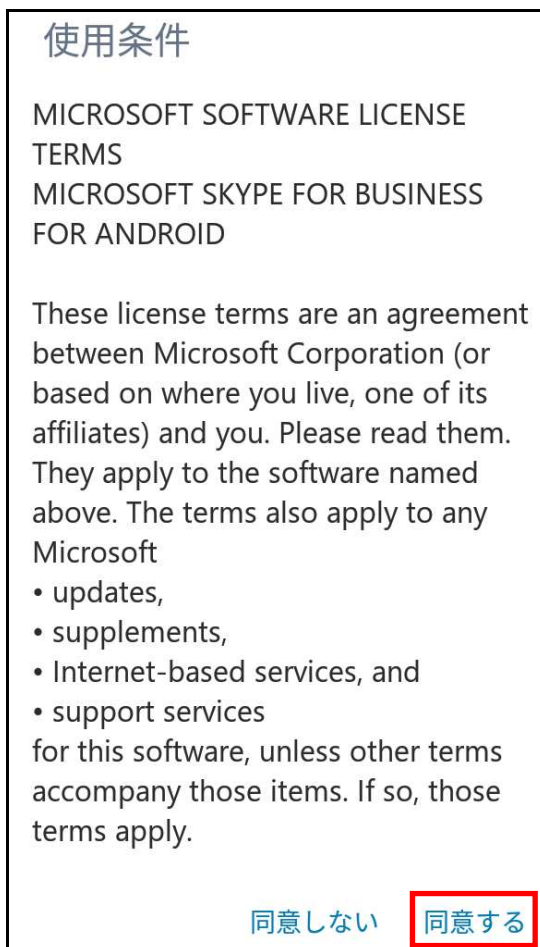 使用条件
MICROSOFT SOFTWARE LICENSE
TERMS
MICROSOFT SKYPE FOR BUSINESS
FOR ANDROID
These license terms are an agreement
between Microsoft Corporation (or
based on where you live, one of its
affiliates) and you. Please read them.
They apply to the software named
above. The terms also apply to any
Microsoft
• updates,
• supplements,
• Internet-based services, and
• support services
for this software, unless other terms
accompany those items. If so, those
terms apply.
同意しない 同意する